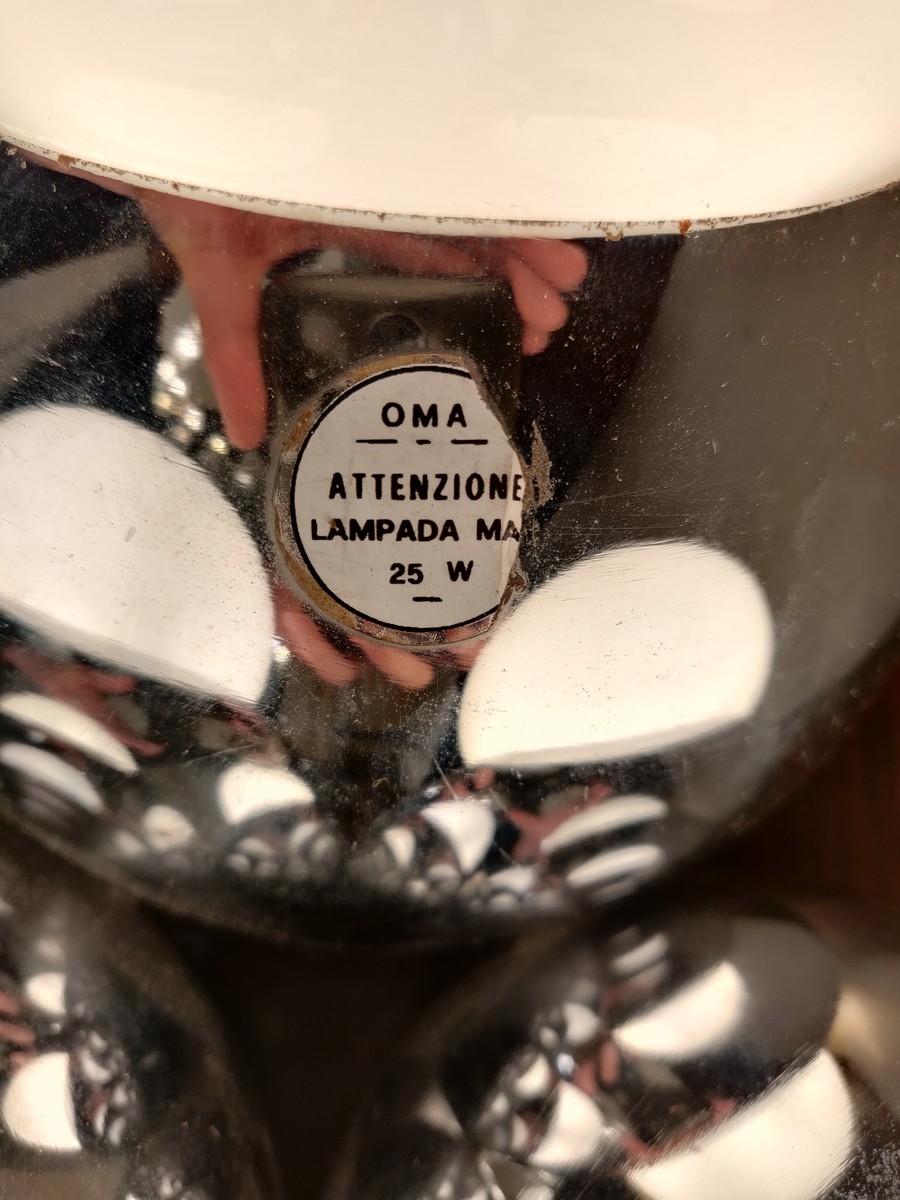 OMA
ATTENZIONE
LAMPADA MA
25 W